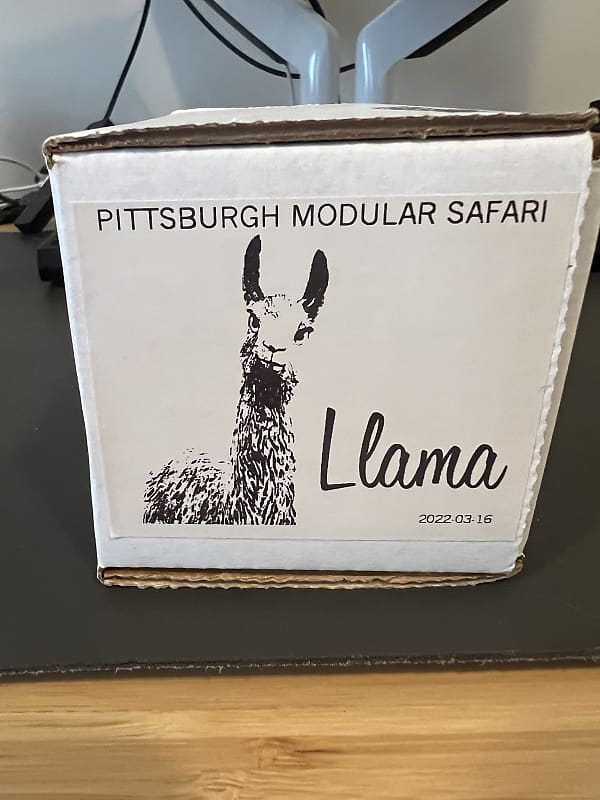 PITTSBURGH MODULAR SAFARI
Llama
2022-03-16